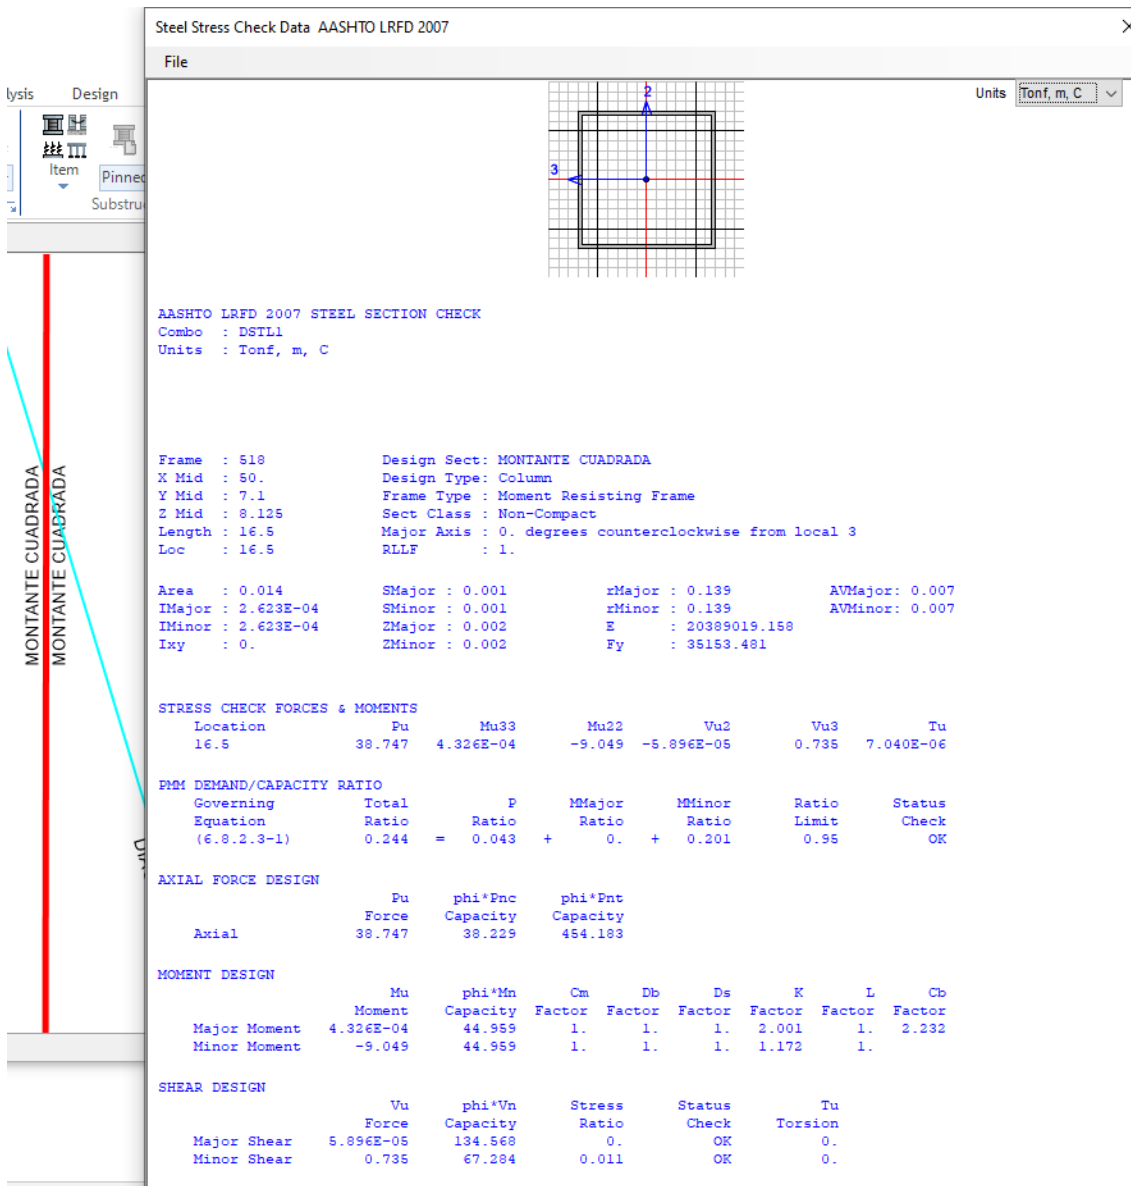 Steel Stress Check Data  AASHTO LRFD 2007
File
Units Tonf, m, C
lysis Design
Item
Pinned
Substru
2
3
AASHTO LRFD 2007 STEEL SECTION CHECK
Combo : DSTL1
Units : Tonf, m, C
Frame : 518 Design Sect: MONTANTE CUADRADA
X Mid : 50. Design Type: Column
Y Mid : 7.1 Frame Type : Moment Resisting Frame
Z Mid : 8.125 Sect Class : Non-Compact
Length : 16.5 Major Axis : 0. degrees counterclockwise from local 3
Loc : 16.5 RLLF : 1.
Area : 0.014 SMajor : 0.001 rMajor : 0.139 AVMajor: 0.007
IMajor : 2.623E-04 SMinor : 0.001 rMinor : 0.139 AVMinor: 0.007
IMinor : 2.623E-04 ZMajor : 0.002 E : 20389019.158
Ixy : 0. ZMinor : 0.002 Fy : 35153.481
STRESS CHECK FORCES & MOMENTS
Location Pu Mu33 Mu22 Vu2 Vu3 Tu
16.5 38.747 4.326E-04 -9.049 -5.896E-05 0.735 7.040E-06
PMM DEMAND/CAPACITY RATIO
Governing Total P MMajor MMinor Ratio Status
Equation Ratio Ratio Ratio Ratio Limit Check
(6.8.2.3-1) 0.244 = 0.043 + 0. + 0.201 0.95 OK
AXIAL FORCE DESIGN
Pu phi*Pnc phi*Pnt
Force Capacity Capacity
Axial 38.747 38.229 454.183
MOMENT DESIGN
Mu phi*Mn Cm Db Ds K L Cb
Moment Capacity Factor Factor Factor Factor Factor Factor
Major Moment 4.326E-04 44.959 1. 1. 1. 2.001 1. 2.232
Minor Moment -9.049 44.959 1. 1. 1. 1.172 1.
SHEAR DESIGN
Vu phi*Vn Stress Status Tu
Force Capacity Ratio Check Torsion
Major Shear 5.896E-05 134.568 0. OK 0.
Minor Shear 0.735 67.284 0.011 OK 0.
MONTANTE CUADRADA
MONTANTE CUADRADA